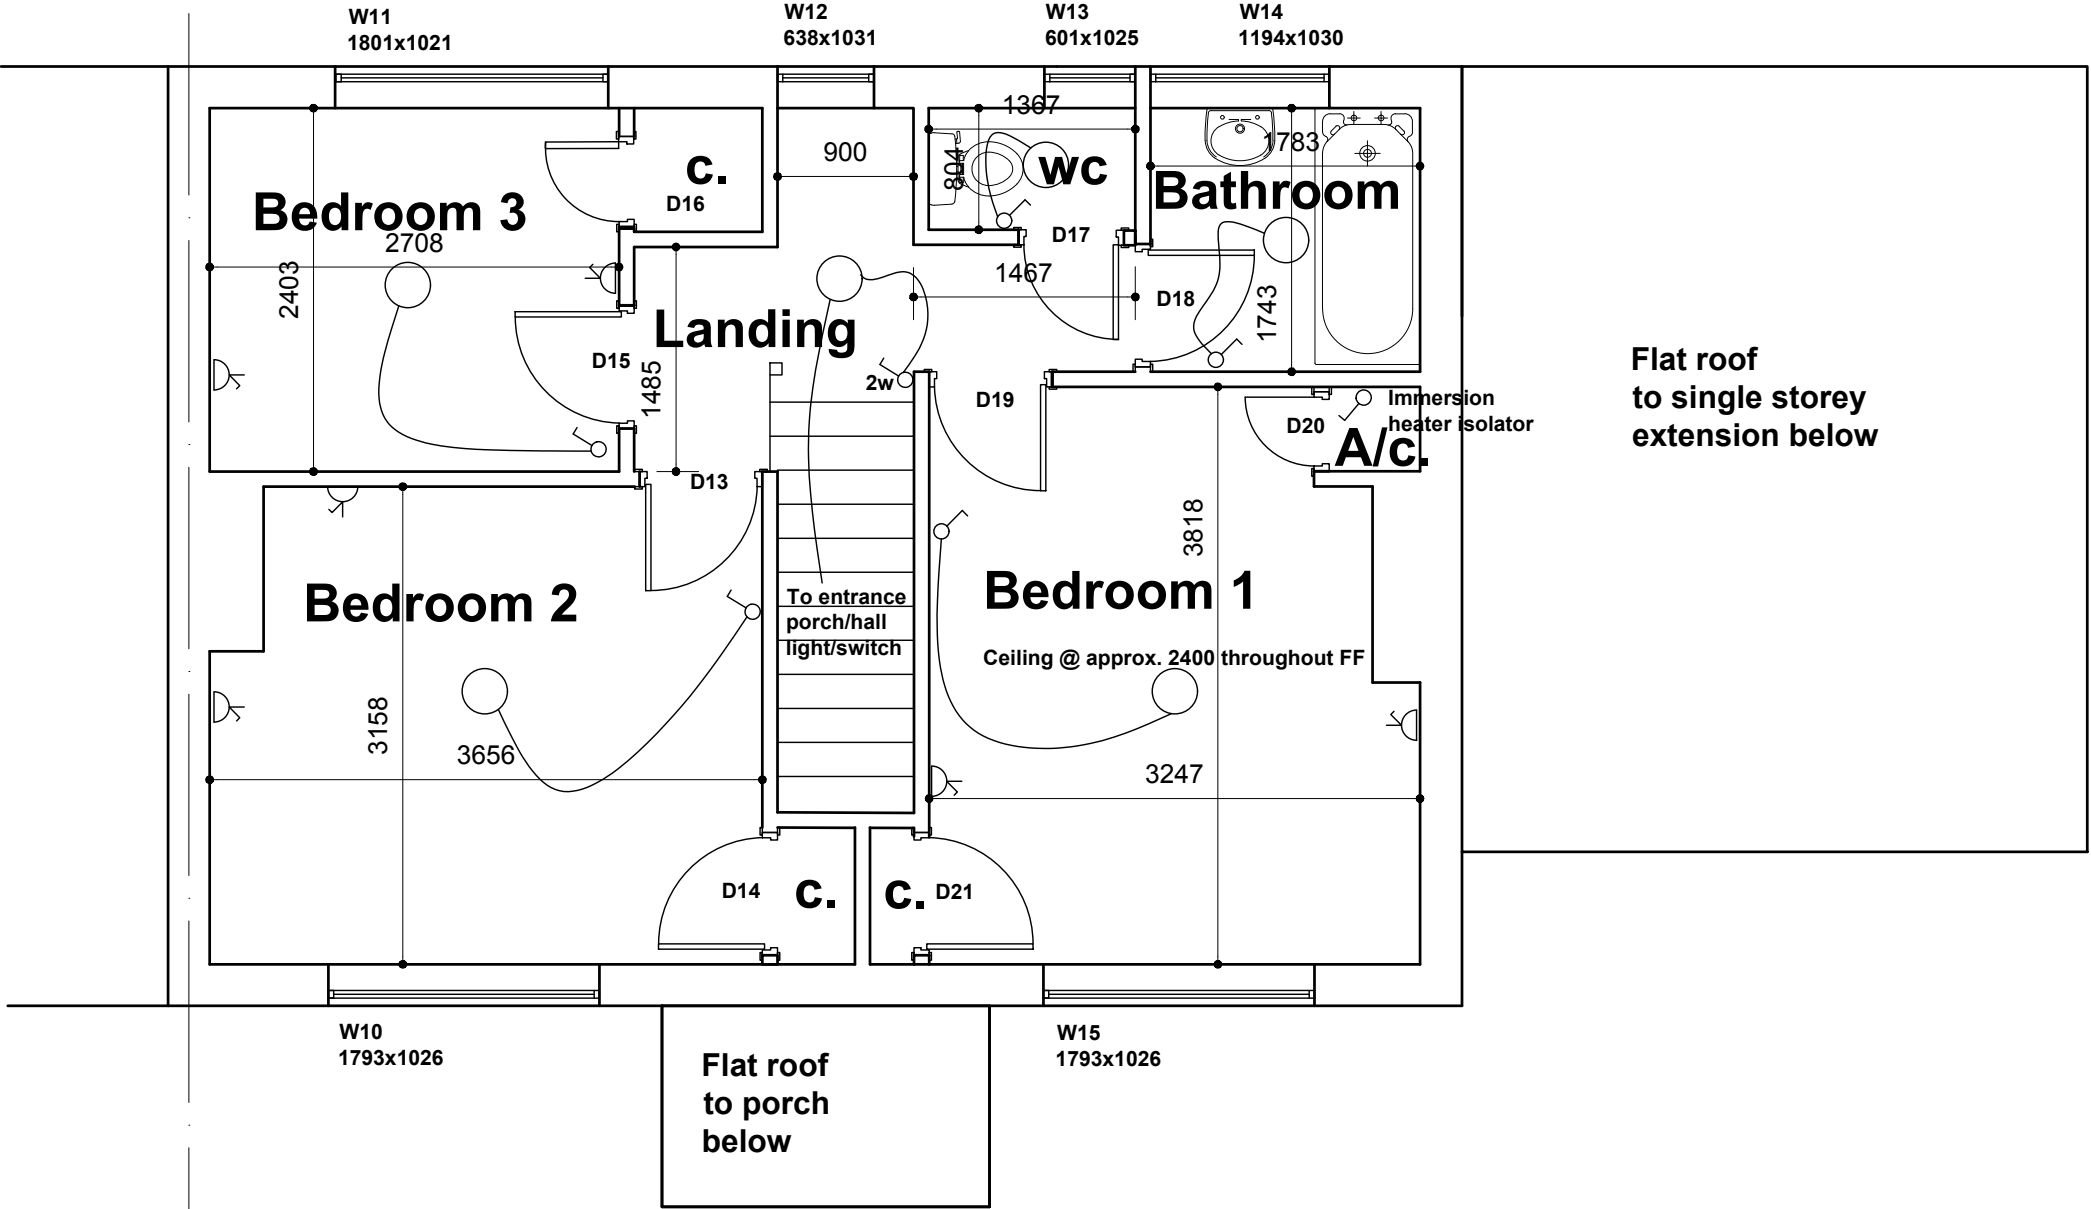 W11
1801x1021
W12
638x1031
W13
601x1025
W14
1194x1030
1367
900
804
wc
1783
c.
D16
Bathroom
Bedroom 3
2708
2403
D17
1467
D18
1743
Landing
D15
1485
2w
D19
Immersion
heater isolator
D20
A/c.
Flat roof
to single storey
extension below
D13
3818
Bedroom 2
To entrance
porch/hall
light/switch
Bedroom 1
Ceiling @ approx. 2400 throughout FF
3158
3656
3247
D14
c.
c.
D21
W10
1793x1026
W15
1793x1026
Flat roof
to porch
below